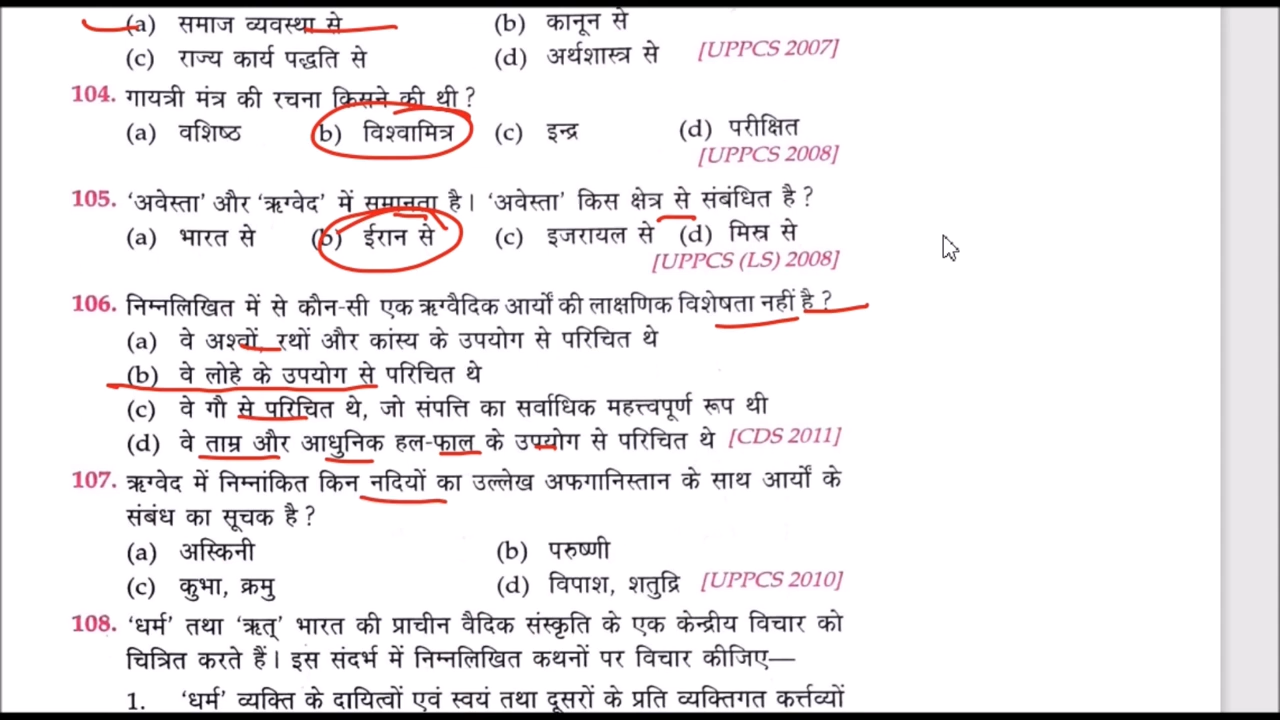 (a) समाज व्यवस्था से (b) कानून से
(c) राज्य कार्य पद्धति से (d) अर्थशास्त्र से [UPPCS 2007]
104. गायत्री मंत्र की रचना किसने की थी ?
(a) वशिष्ठ (b) विश्वामित्र (c) इन्द्र (d) परीक्षित
[UPPCS 2008]
105. 'अवेस्ता' और 'ऋग्वेद' में समानता है। 'अवेस्ता' किस क्षेत्र से संबंधित है ?
(a) भारत से (b) ईरान से (c) इजरायल से (d) मिस्र से
[UPPCS (LS) 2008]
106. निम्नलिखित में से कौन-सी एक ऋग्वैदिक आर्यों की लाक्षणिक विशेषता नहीं है ?
(a) वे अश्वों, रथों और कांस्य के उपयोग से परिचित थे
(b) वे लोहे के उपयोग से परिचित थे
(c) वे गौ से परिचित थे, जो संपत्ति का सर्वाधिक महत्त्वपूर्ण रूप थी
(d) वे ताम्र और आधुनिक हल-फाल के उपयोग से परिचित थे [CDS 2011]
107. ऋग्वेद में निम्नांकित किन नदियों का उल्लेख अफगानिस्तान के साथ आर्यों के
संबंध का सूचक है ?
(a) अस्किनी (b) परुष्णी
(c) कुभा, क्रमु (d) विपाश, शतुद्रि [UPPCS 2010]
108. 'धर्म' तथा 'ऋत्' भारत की प्राचीन वैदिक संस्कृति के एक केन्द्रीय विचार को
चित्रित करते हैं। इस संदर्भ में निम्नलिखित कथनों पर विचार कीजिए—
1. 'धर्म' व्यक्ति के दायित्वों एवं स्वयं तथा दूसरों के प्रति व्यक्तिगत कर्त्तव्यों